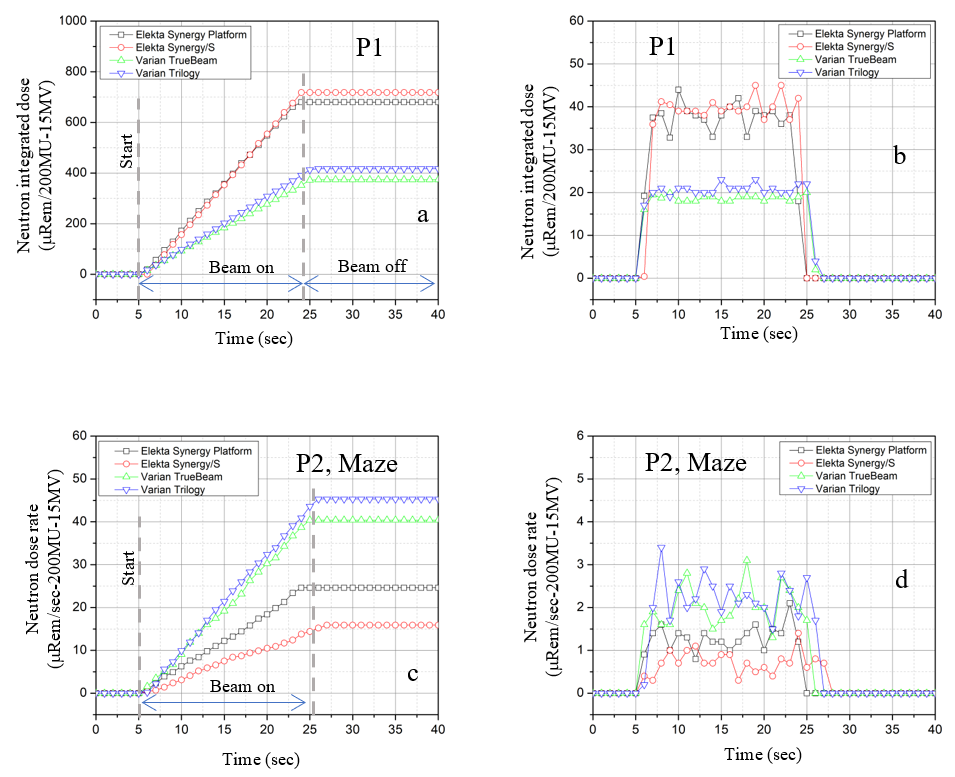 P1
Elekta Synergy Platform
Elekta Synergy/S
Varian TrueBeam
Varian Trilogy
Neutron integrated dose
(μRem/200MU-15MV)
1000
800
600
400
200
0
Start
a
Beam on
Beam off
0 5 10 15 20 25 30 35 40
Time (sec)
P1
Elekta Synergy Platform
Elekta Synergy/S
Varian TrueBeam
Varian Trilogy
Neutron integrated dose
(μRem/200MU-15MV)
60
50
40
30
20
10
0
b
0 5 10 15 20 25 30 35 40
Time (sec)
P2, Maze
Elekta Synergy Platform
Elekta Synergy/S
Varian TrueBeam
Varian Trilogy
Neutron dose rate
(μRem/sec-200MU-15MV)
60
50
40
30
20
10
0
Start
c
Beam on
0 5 10 15 20 25 30 35 40
Time (sec)
P2, Maze
Elekta Synergy Platform
Elekta Synergy/S
Varian TrueBeam
Varian Trilogy
Neutron dose rate
(μRem/sec-200MU-15MV)
6
5
4
3
2
1
0
d
0 5 10 15 20 25 30 35 40
Time (sec)